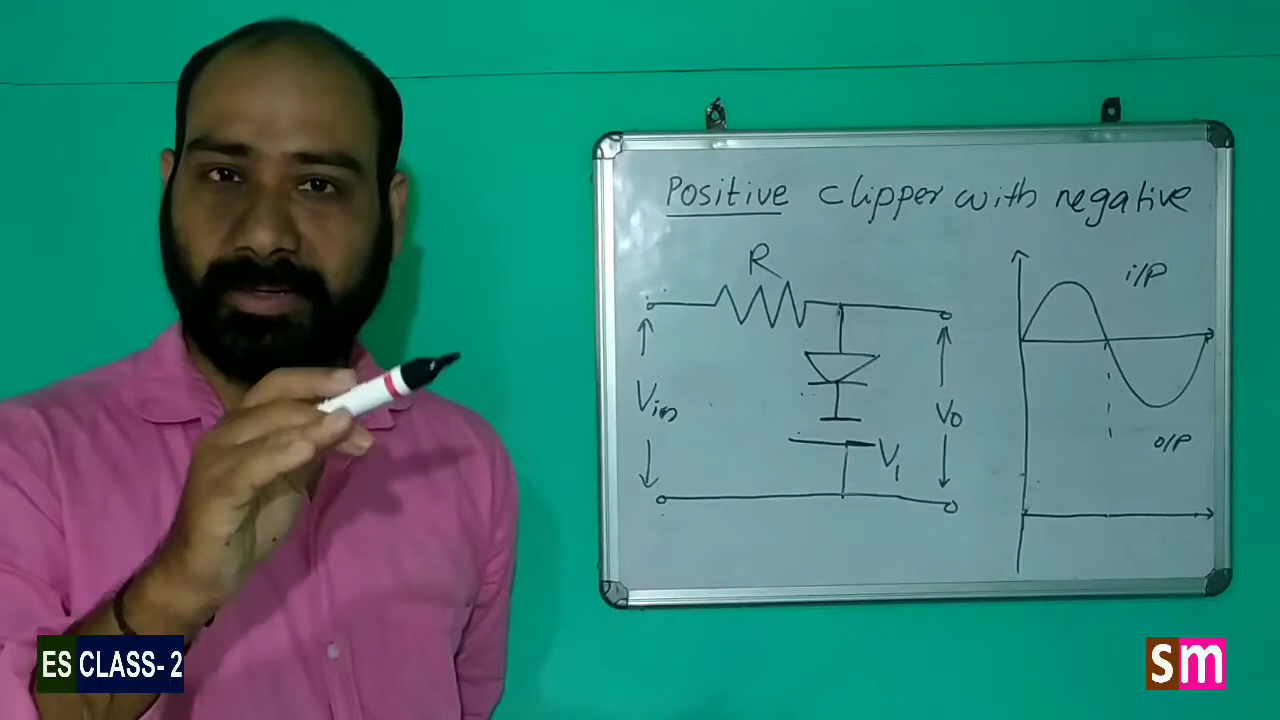 Positive clipper with negative
R
i/P
Vin
Vo
V1
o/P
ES CLASS- 2
Sm